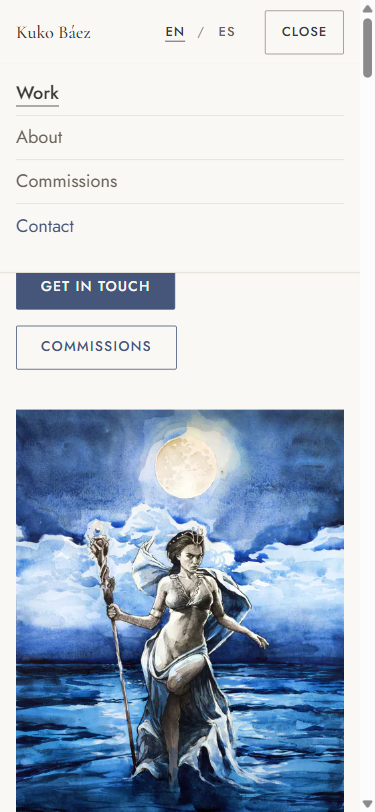 Kuko Báez
EN / ES
CLOSE
Work
About
Commissions
Contact
GET IN TOUCH
COMMISSIONS